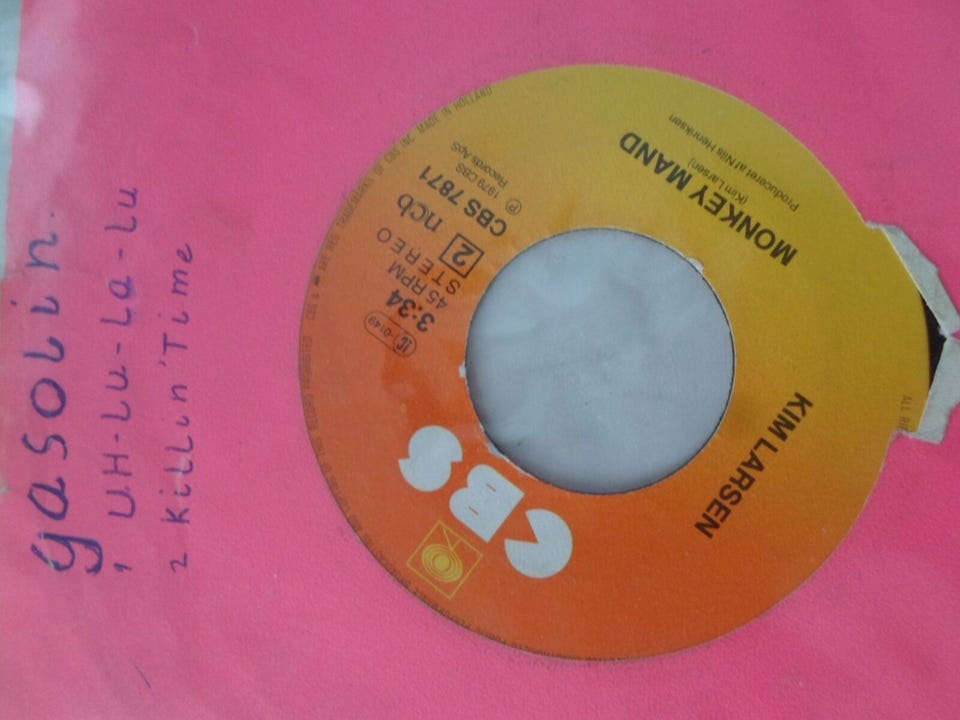 gasolin.
1 UH-LU-La-Lu
2 Killin' Time
CBS
KIM LARSEN
MONKEY MAND
(Kim Larsen)
Produceret af Nils Henriksen
3:34
45 RPM
STEREO
2 ncb
CBS 7871
℗ 1979 CBS
Records ApS
MADE IN HOLLAND